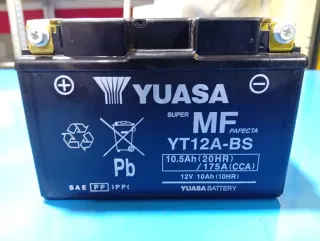 YUASA
SUPER
MF
PAFECTA
YT12A-BS
10.5Ah(20HR)
/175A(CCA)
12V 10Ah(10HR)
YUASA BATTERY
Pb
SAE PP >PP<